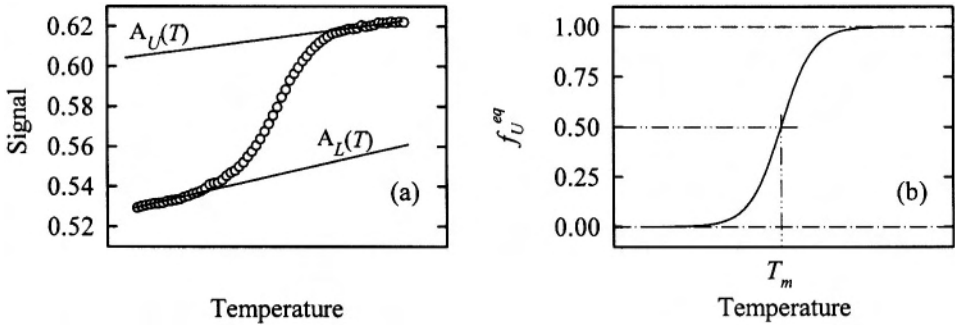 Signal
0.62
0.60
0.58
0.56
0.54
0.52
A_U(T)
A_L(T)
(a)
Temperature
f_U^{eq}
1.00
0.75
0.50
0.25
0.00
(b)
T_m
Temperature